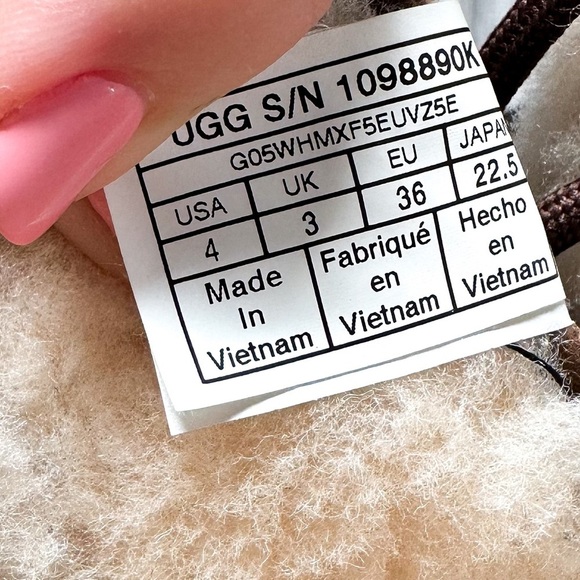 UGG S/N 1098890K
G05WHMXF5EUVZ5E
USA UK EU JAPAN
4 3 36 22.5
Made In Vietnam
Fabriqué en Vietnam
Hecho en Vietnam